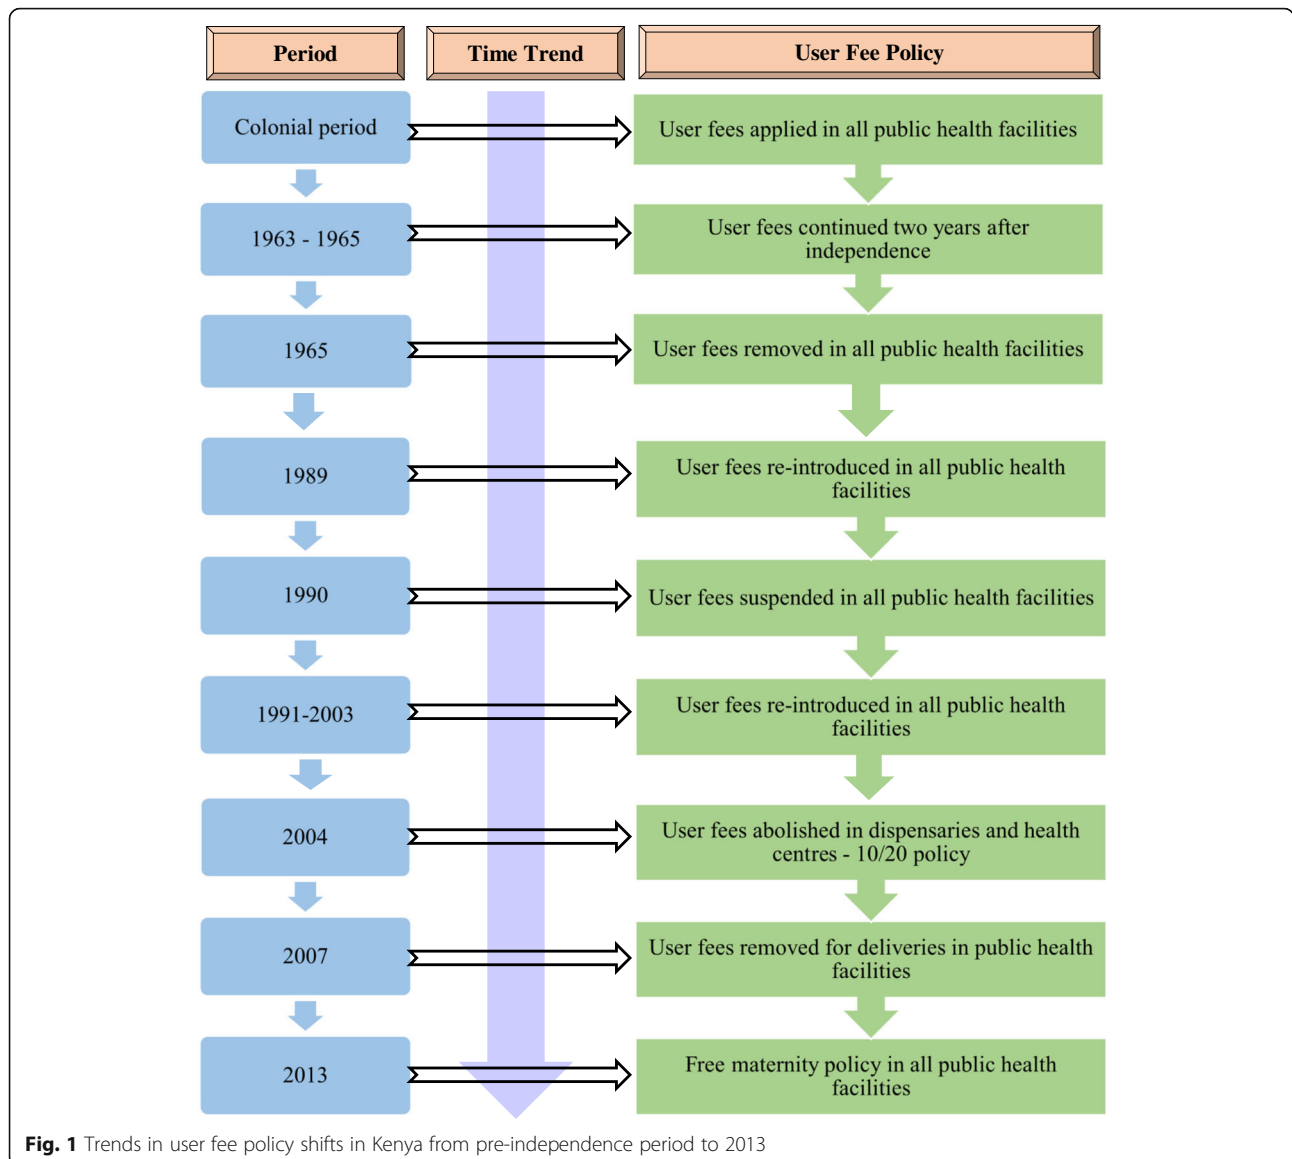 Period
Time Trend
User Fee Policy
Colonial period
User fees applied in all public health facilities
1963 - 1965
User fees continued two years after
independence
1965
User fees removed in all public health facilities
1989
User fees re-introduced in all public health
facilities
1990
User fees suspended in all public health facilities
1991-2003
User fees re-introduced in all public health
facilities
2004
User fees abolished in dispensaries and health
centres - 10/20 policy
2007
User fees removed for deliveries in public health
facilities
2013
Free maternity policy in all public health
facilities
Fig. 1 Trends in user fee policy shifts in Kenya from pre-independence period to 2013